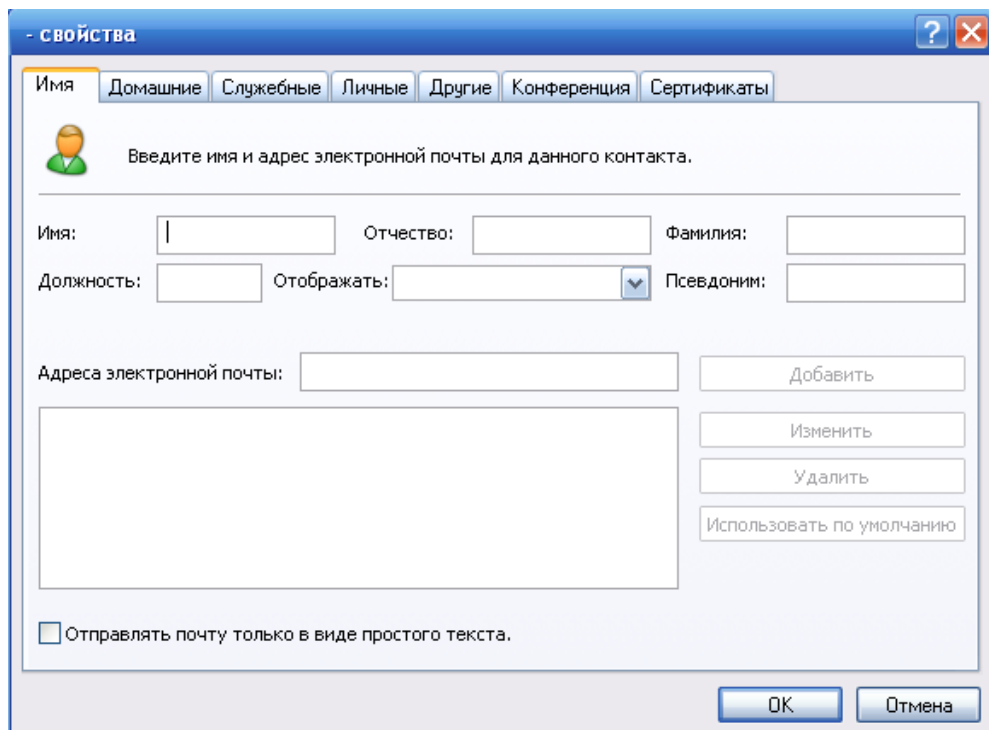 - свойства
Имя Домашние Служебные Личные Другие Конференция Сертификаты
Введите имя и адрес электронной почты для данного контакта.
Имя: Отчество: Фамилия:
Должность: Отображать: Псевдоним:
Адреса электронной почты: Добавить
Изменить
Удалить
Использовать по умолчанию
Отправлять почту только в виде простого текста.
OK Отмена